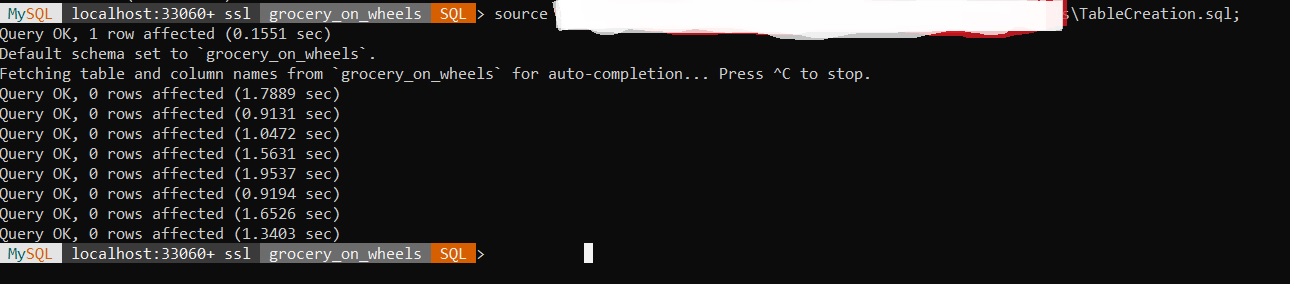 MySQL localhost:33060+ ssl grocery_on_wheels SQL > source s\TableCreation.sql;
Query OK, 1 row affected (0.1551 sec)
Default schema set to `grocery_on_wheels`.
Fetching table and column names from `grocery_on_wheels` for auto-completion... Press ^C to stop.
Query OK, 0 rows affected (1.7889 sec)
Query OK, 0 rows affected (0.9131 sec)
Query OK, 0 rows affected (1.0472 sec)
Query OK, 0 rows affected (1.5631 sec)
Query OK, 0 rows affected (1.9537 sec)
Query OK, 0 rows affected (0.9194 sec)
Query OK, 0 rows affected (1.6526 sec)
Query OK, 0 rows affected (1.3403 sec)
MySQL localhost:33060+ ssl grocery_on_wheels SQL >